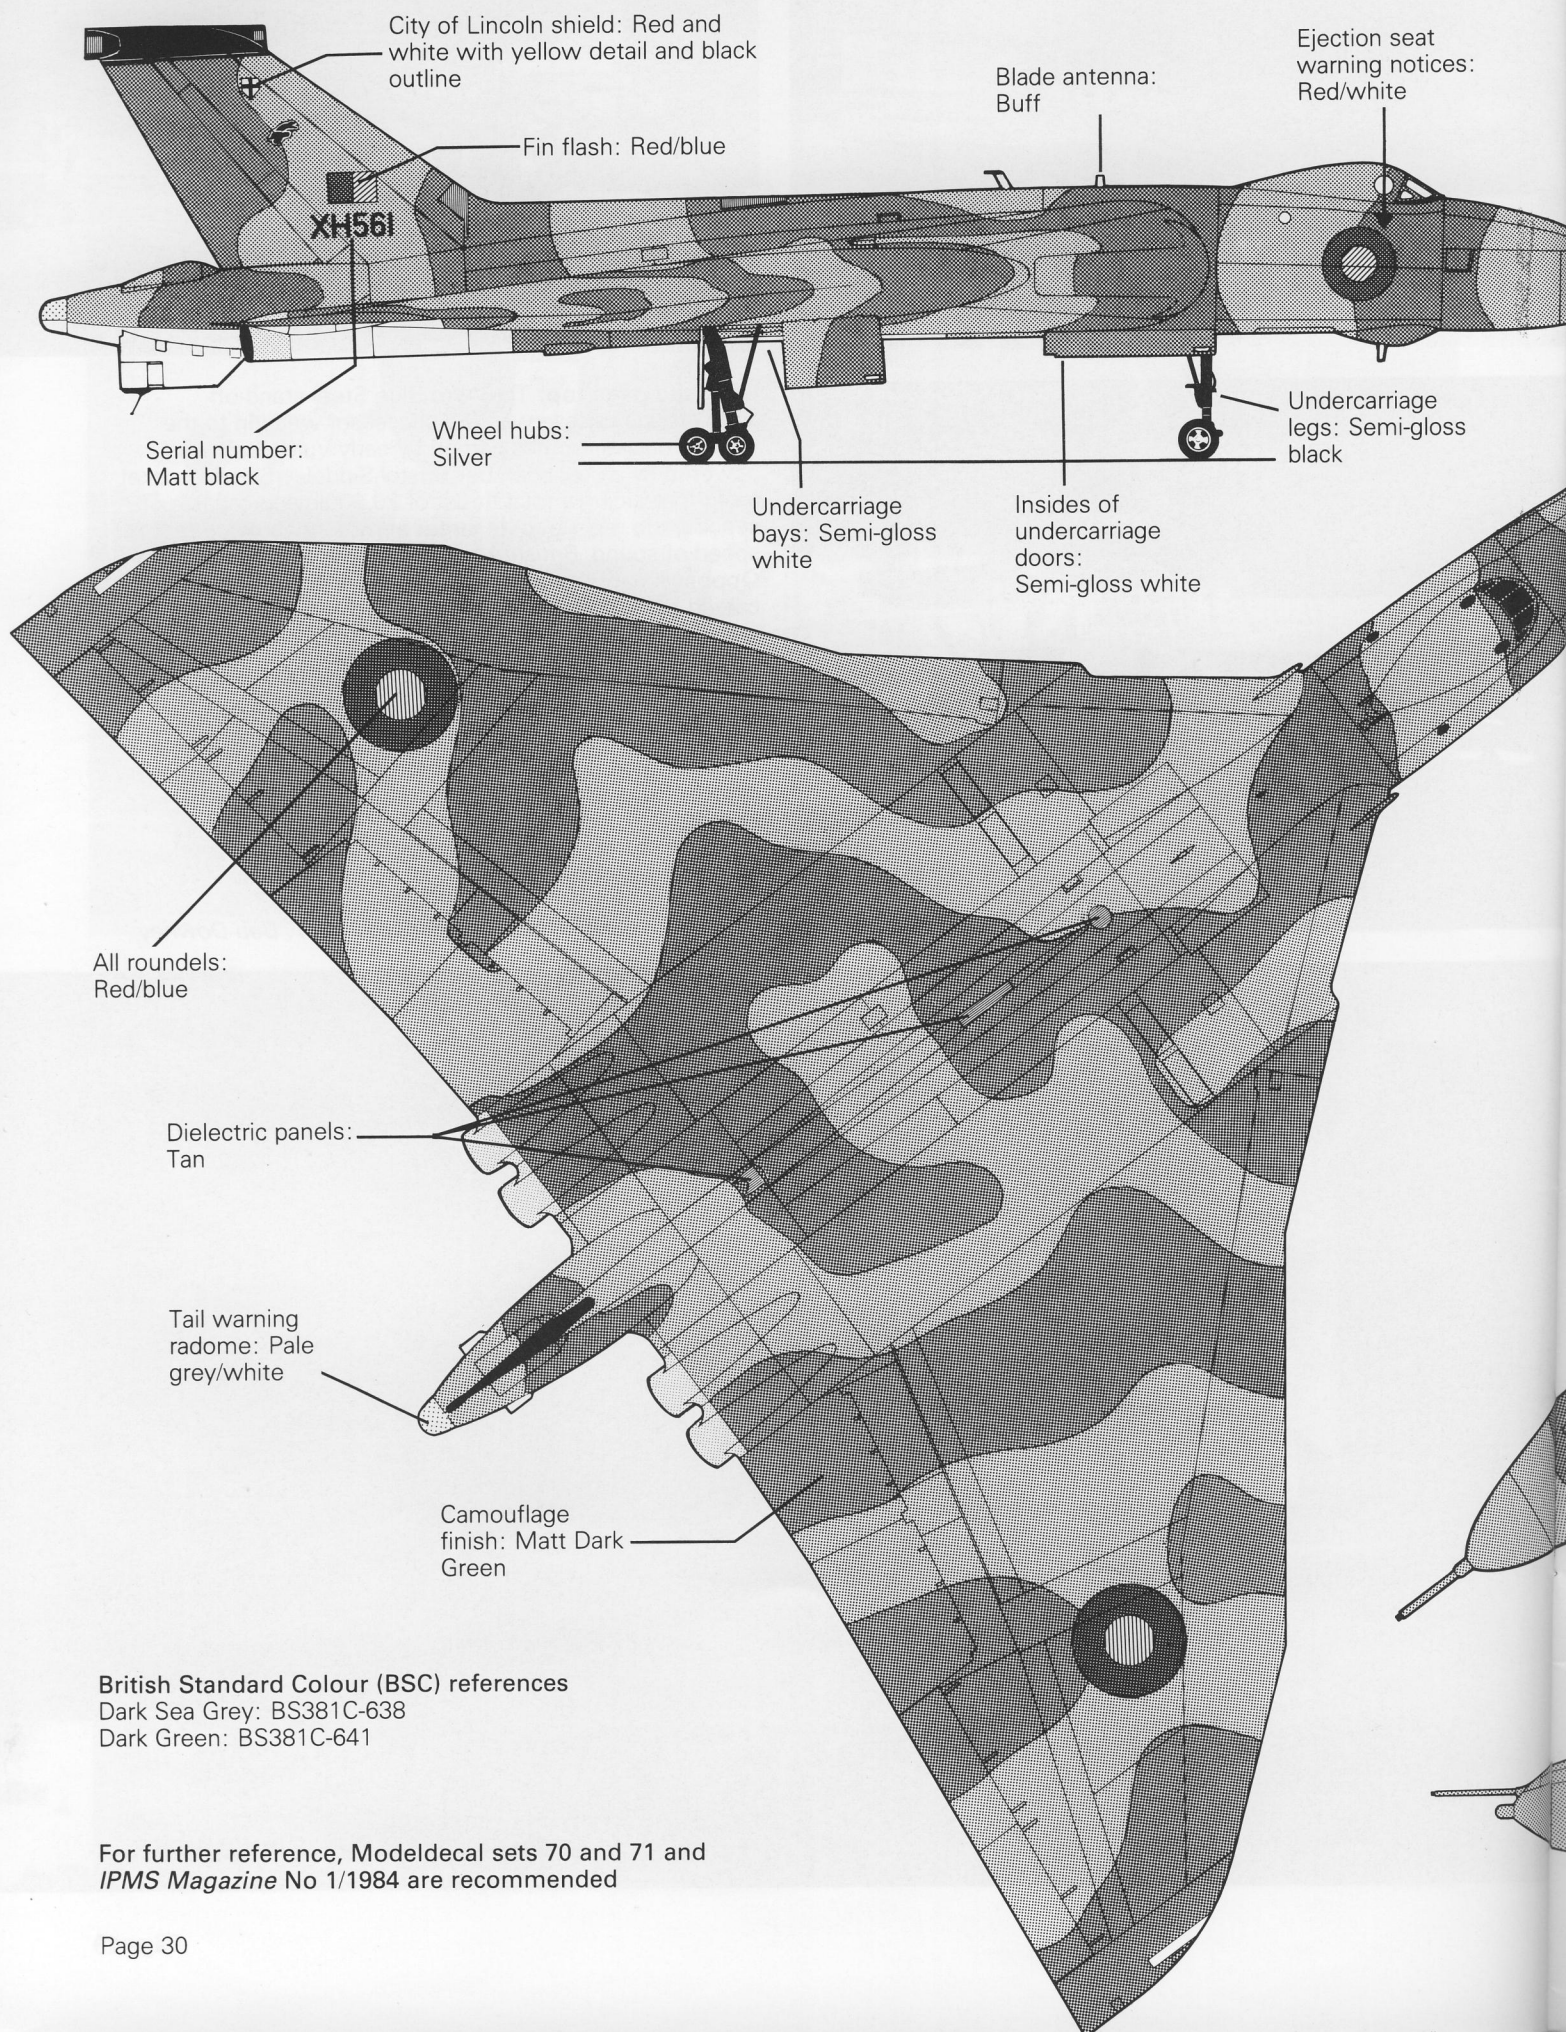 City of Lincoln shield: Red and
white with yellow detail and black
outline
Ejection seat
warning notices:
Red/white
Blade antenna:
Buff
Fin flash: Red/blue
XH561
Undercarriage
legs: Semi-gloss
black
Wheel hubs:
Silver
Serial number:
Matt black
Undercarriage
bays: Semi-gloss
white
Insides of
undercarriage
doors:
Semi-gloss white
All roundels:
Red/blue
Dielectric panels:
Tan
Tail warning
radome: Pale
grey/white
Camouflage
finish: Matt Dark
Green
British Standard Colour (BSC) references
Dark Sea Grey: BS381C-638
Dark Green: BS381C-641
For further reference, Modeldecal sets 70 and 71 and
IPMS Magazine No 1/1984 are recommended
Page 30